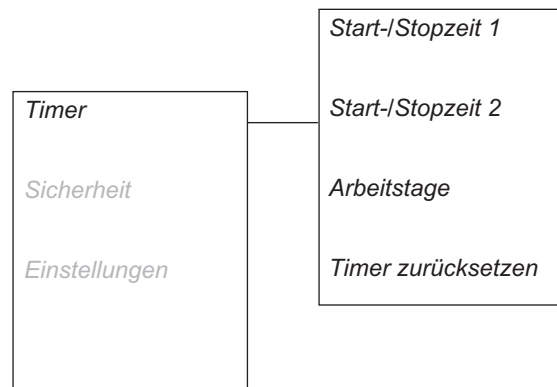 Timer
Sicherheit
Einstellungen
Start-/Stopzeit 1
Start-/Stopzeit 2
Arbeitstage
Timer zurücksetzen